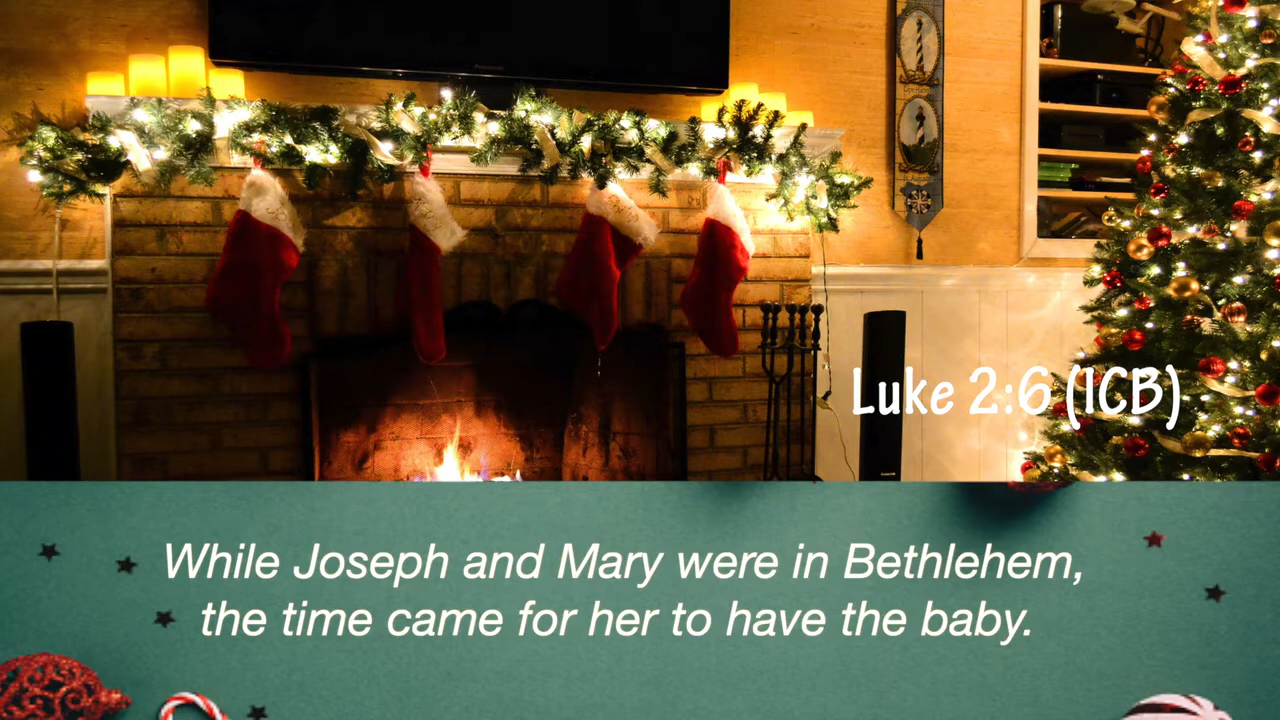 Luke 2:6 (ICB)
While Joseph and Mary were in Bethlehem,
the time came for her to have the baby.